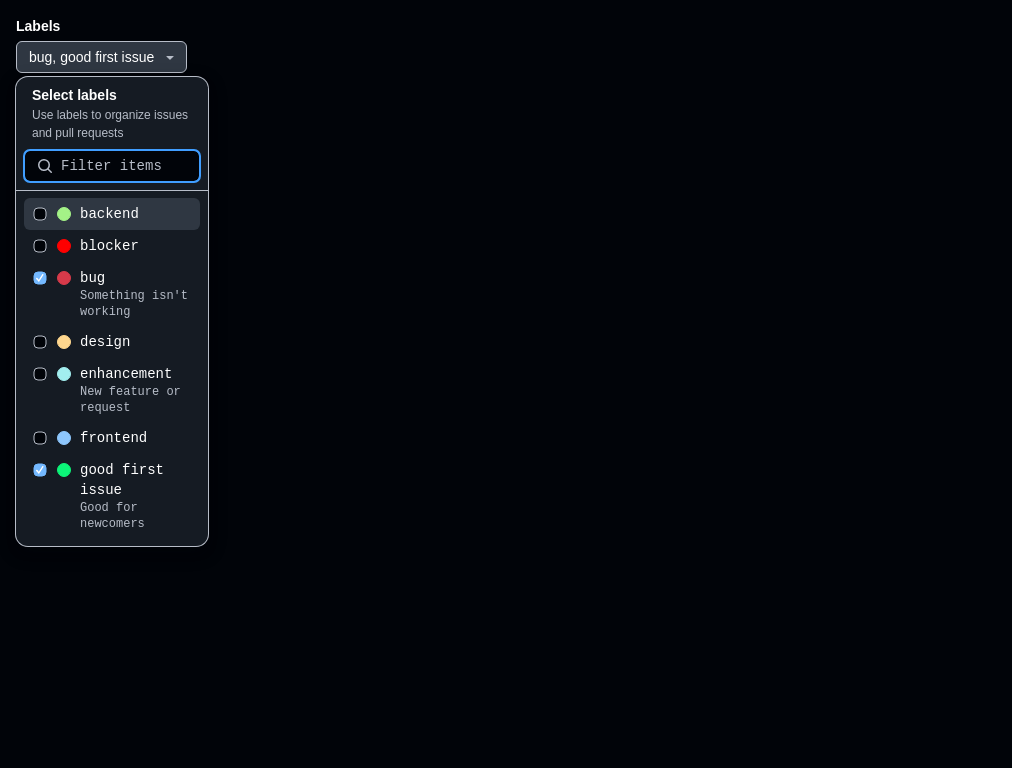 Labels
bug, good first issue
Select labels
Use labels to organize issues
and pull requests
Filter items
backend
blocker
bug
Something isn't
working
design
enhancement
New feature or
request
frontend
good first
issue
Good for
newcomers